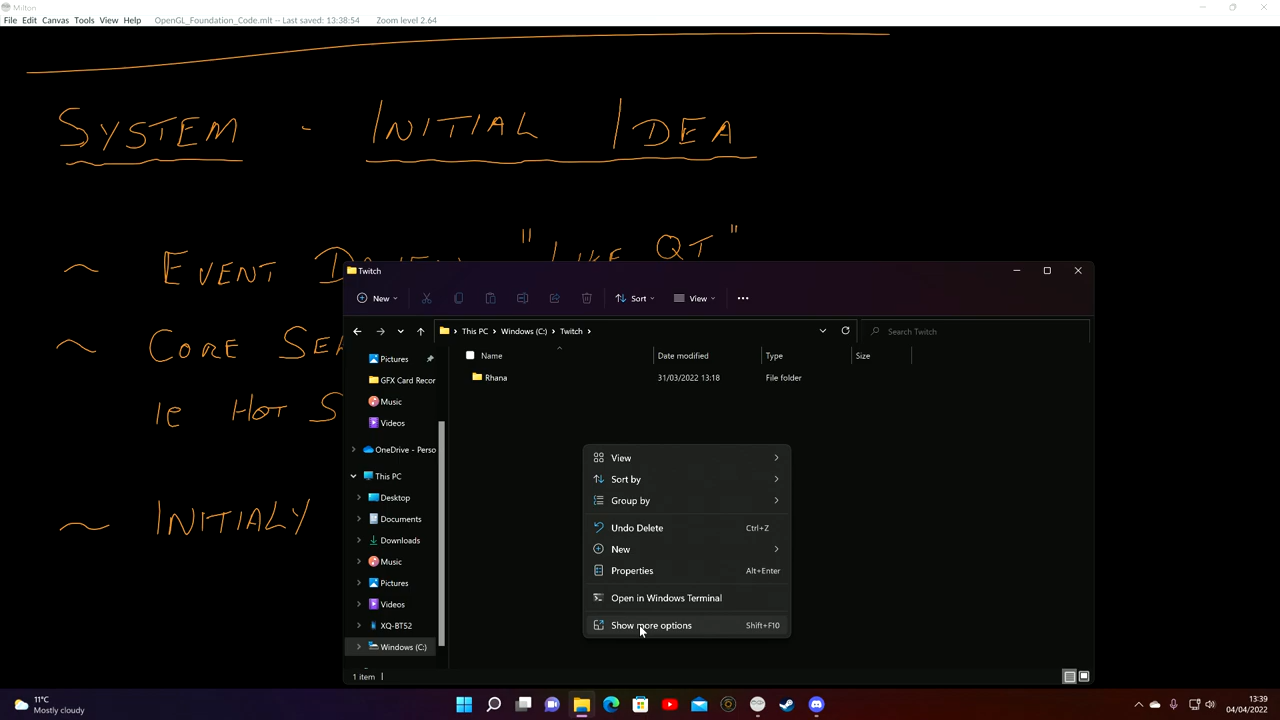 Milton
File Edit Canvas Tools View Help OpenGL_Foundation_Code.mlt -- Last saved: 13:38:54 Zoom level 2.64
SYSTEM - INITIAL IDEA
~ EVENT "LIKE QT"
~ CORE
IE HOT S
~ INITIALY
Twitch
New Sort View
This PC Windows (C:) Twitch Search Twitch
Name Date modified Type Size
Rhana 31/03/2022 13:18 File folder
Pictures
GFX Card Recor
Music
Videos
OneDrive - Perso
This PC
Desktop
Documents
Downloads
Music
Pictures
Videos
XQ-BT52
Windows (C:)
View
Sort by
Group by
Undo Delete Ctrl+Z
New
Properties Alt+Enter
Open in Windows Terminal
Show more options Shift+F10
1 item
11°C
Mostly cloudy
13:39
04/04/2022